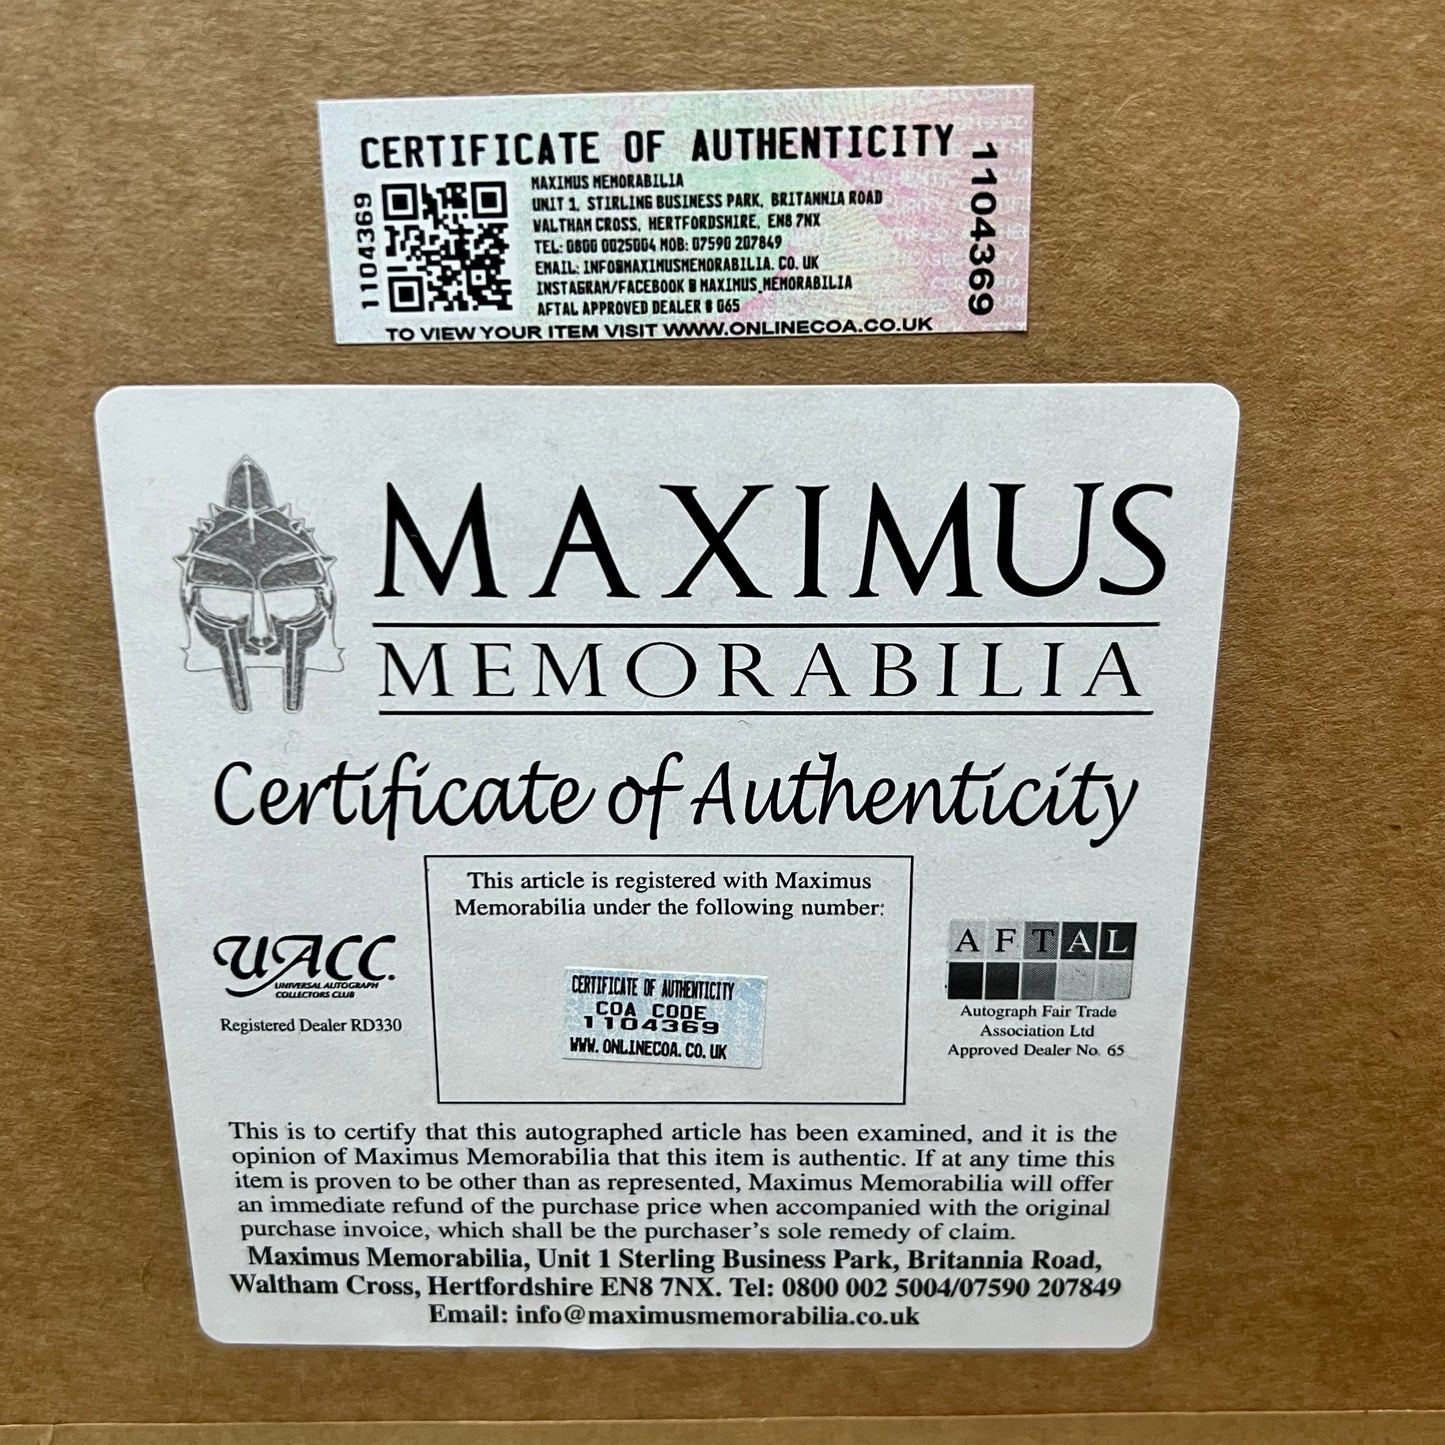 CERTIFICATE OF AUTHENTICITY
1104369
MAXIMUS MEMORABILIA
UNIT 1, STIRLING BUSINESS PARK, BRITANNIA ROAD
WALTHAM CROSS, HERTFORDSHIRE, EN8 7NX
TEL: 0800 0025004 MOB: 07590 207849
EMAIL: INFO@MAXIMUSMEMORABILIA.CO.UK
INSTAGRAM/FACEBOOK @ MAXIMUS_MEMORABILIA
AFTAL APPROVED DEALER # 065
1104369
TO VIEW YOUR ITEM VISIT WWW.ONLINECOA.CO.UK
MAXIMUS
MEMORABILIA
Certificate of Authenticity
This article is registered with Maximus
Memorabilia under the following number:
UACC.
UNIVERSAL AUTOGRAPH
COLLECTORS CLUB
Registered Dealer RD330
CERTIFICATE OF AUTHENTICITY
COA CODE
1104369
WWW.ONLINECOA.CO.UK
AFTAL
Autograph Fair Trade
Association Ltd
Approved Dealer No. 65
This is to certify that this autographed article has been examined, and it is the
opinion of Maximus Memorabilia that this item is authentic. If at any time this
item is proven to be other than as represented, Maximus Memorabilia will offer
an immediate refund of the purchase price when accompanied with the original
purchase invoice, which shall be the purchaser's sole remedy of claim.
Maximus Memorabilia, Unit 1 Sterling Business Park, Britannia Road,
Waltham Cross, Hertfordshire EN8 7NX. Tel: 0800 002 5004/07590 207849
Email: info@maximusmemorabilia.co.uk